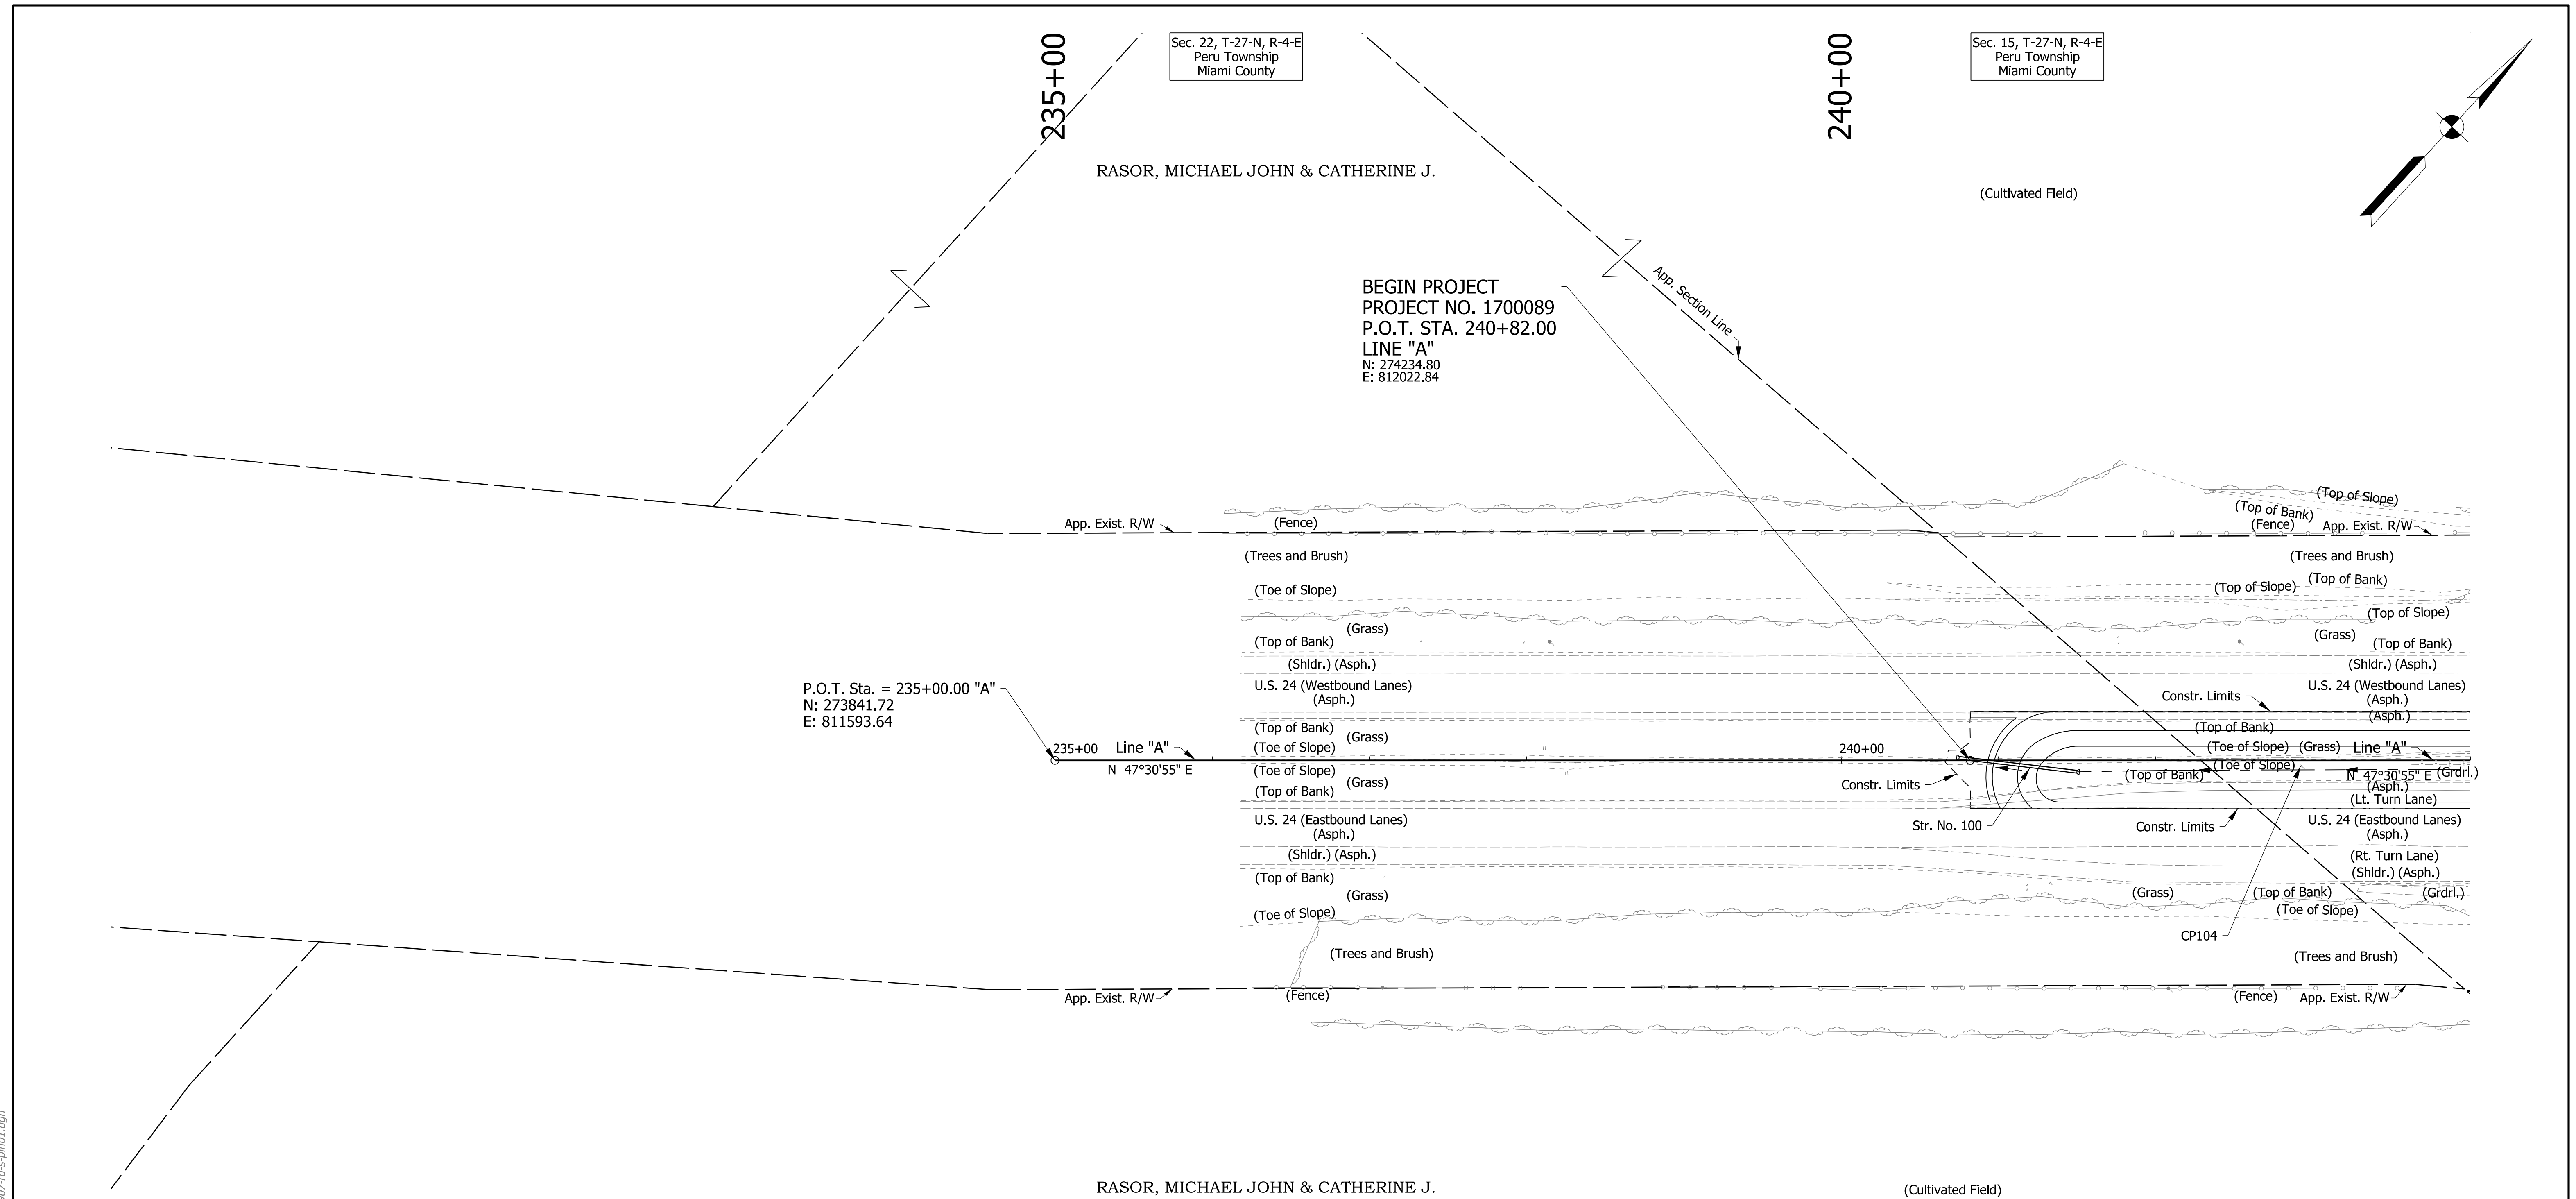 235+00
Sec. 22, T-27-N, R-4-E
Peru Township
Miami County
240+00
Sec. 15, T-27-N, R-4-E
Peru Township
Miami County
RASOR, MICHAEL JOHN & CATHERINE J.
(Cultivated Field)
BEGIN PROJECT
PROJECT NO. 1700089
P.O.T. STA. 240+82.00
LINE "A"
N: 274234.80
E: 812022.84
App. Section Line
App. Exist. R/W
(Fence)
(Top of Slope)
(Top of Bank)
(Fence)
App. Exist. R/W
(Trees and Brush)
(Trees and Brush)
(Toe of Slope)
(Top of Slope)
(Top of Bank)
(Top of Slope)
(Grass)
(Grass)
(Top of Bank)
(Top of Bank)
(Shldr.) (Asph.)
(Shldr.) (Asph.)
P.O.T. Sta. = 235+00.00 "A"
N: 273841.72
E: 811593.64
U.S. 24 (Westbound Lanes)
(Asph.)
Constr. Limits
U.S. 24 (Westbound Lanes)
(Asph.)
(Asph.)
(Top of Bank)
(Grass)
(Toe of Slope)
(Top of Bank)
(Toe of Slope)
(Grass)
Line "A"
235+00
Line "A"
240+00
N 47°30'55" E
(Toe of Slope)
(Grass)
(Top of Bank)
(Toe of Slope)
(Top of Bank)
N 47°30'55" E
(Grdrl.)
(Asph.)
(Lt. Turn Lane)
Constr. Limits
U.S. 24 (Eastbound Lanes)
(Asph.)
Str. No. 100
Constr. Limits
U.S. 24 (Eastbound Lanes)
(Asph.)
(Shldr.) (Asph.)
(Rt. Turn Lane)
(Shldr.) (Asph.)
(Top of Bank)
(Grass)
(Grass)
(Top of Bank)
(Grdrl.)
(Toe of Slope)
(Toe of Slope)
CP104
(Trees and Brush)
(Trees and Brush)
App. Exist. R/W
(Fence)
(Fence)
App. Exist. R/W
RASOR, MICHAEL JOHN & CATHERINE J.
(Cultivated Field)